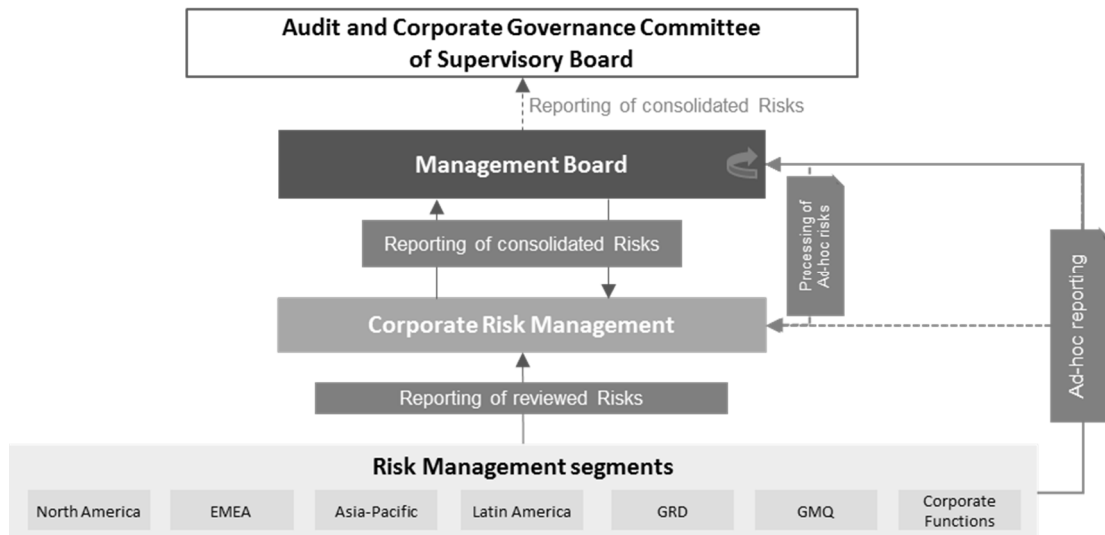 Audit and Corporate Governance Committee
of Supervisory Board
Reporting of consolidated Risks
Management Board
Reporting of consolidated Risks
Processing of
Ad-hoc risks
Ad-hoc reporting
Corporate Risk Management
Reporting of reviewed Risks
Risk Management segments
North America
EMEA
Asia-Pacific
Latin America
GRD
GMQ
Corporate
Functions